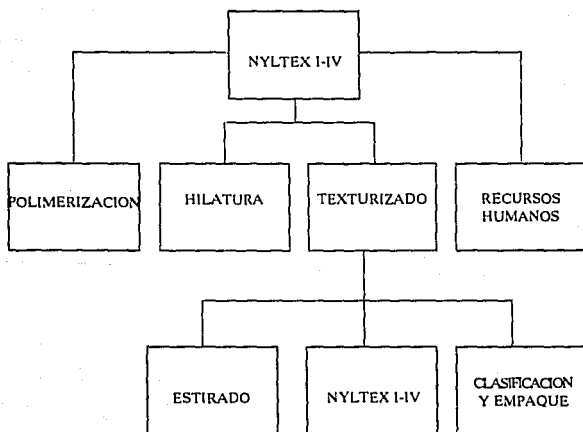 NYLTEX I-IV
POLIMERIZACION
HILATURA
TEXTURIZADO
RECURSOS
HUMANOS
ESTIRADO
NYLTEX I-IV
CLASIFICACION
Y EMPAQUE